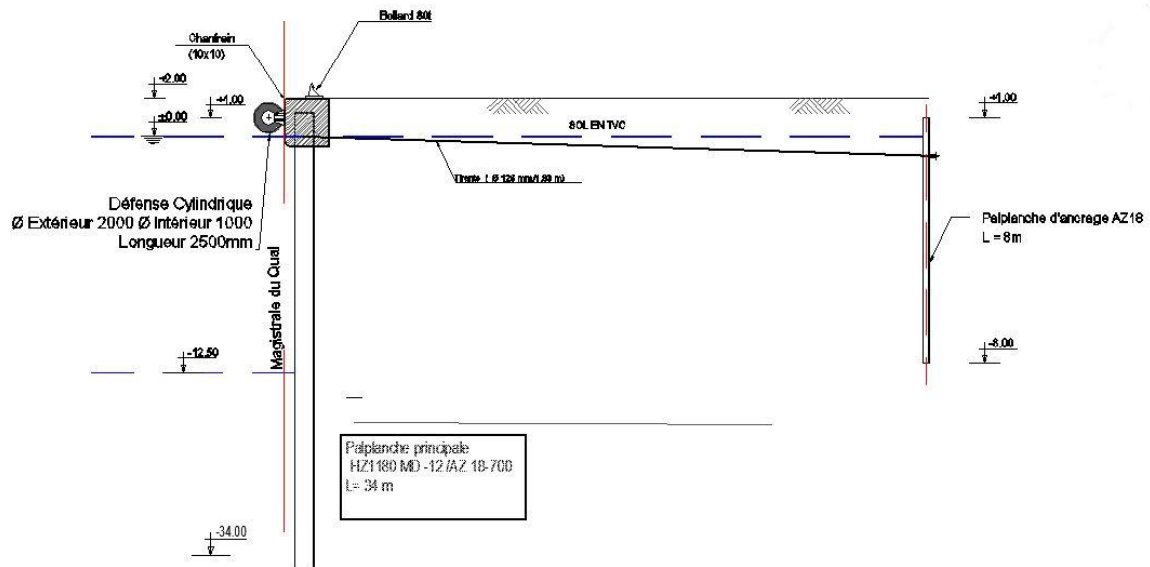 Bollard 80t
Chanfrein
(10x10)
+2.00
+1.00
+1.00
±0.00
SOL EN TVC
Défense Cylindrique
Ø Extérieur 2000 Ø Intérieur 1000
Longueur 2500mm
Magistrale du Quai
Palplanche d'ancrage AZ18
L = 8m
-12.50
-8.00
Palplanche principale
HZ1180 MD -12/AZ 18-700
L= 34 m
-34.00